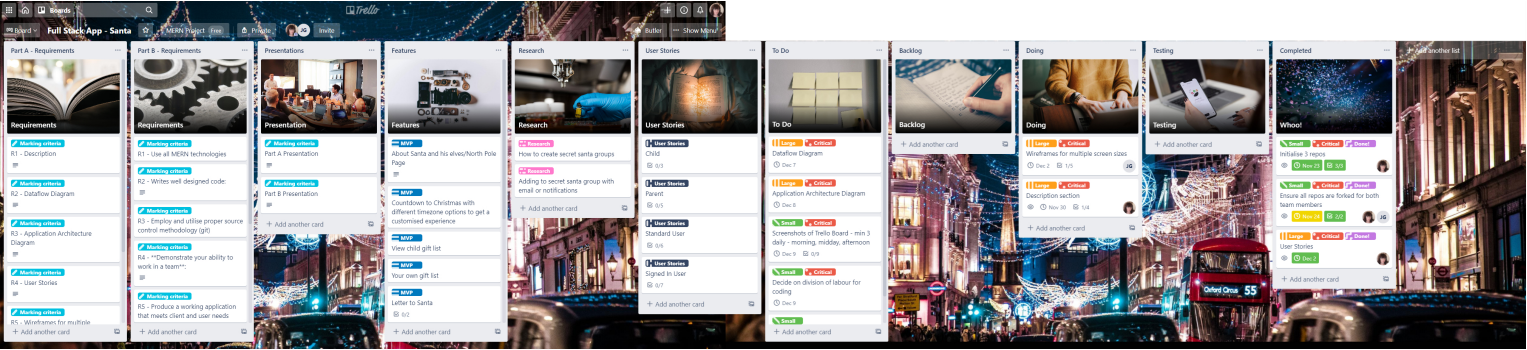 Boards
Trello
Board
Full Stack App - Santa
MERN Project Free
Private
JG
Invite
Butler
··· Show Menu
Part A - Requirements
Requirements
Marking criteria
R1 - Description
Marking criteria
R2 - Dataflow Diagram
Marking criteria
R3 - Application Architecture
Diagram
Marking criteria
R4 - User Stories
Marking criteria
R5 - Wireframes for multiple
+ Add another card
Part B - Requirements
Requirements
Marking criteria
R1 - Use all MERN technologies
Marking criteria
R2 - Writes well designed code:
Marking criteria
R3 - Employ and utilise proper source
control methodology (git)
Marking criteria
R4 - **Demonstrate your ability to
work in a team**:
Marking criteria
R5 - Produce a working application
that meets client and user needs
+ Add another card
Presentations
Presentation
Marking criteria
Part A Presentation
Marking criteria
Part B Presentation
+ Add another card
Features
Features
MVP
About Santa and his elves/North Pole
Page
MVP
Countdown to Christmas with
different timezone options to get a
customised experience
MVP
View child gift list
MVP
Your own gift list
MVP
Letter to Santa
0/2
+ Add another card
Research
Research
Research
How to create secret santa groups
Research
Adding to secret santa group with
email or notifications
+ Add another card
User Stories
User Stories
User Stories
Child
0/3
User Stories
Parent
0/5
User Stories
Standard User
0/6
User Stories
Signed In User
0/7
+ Add another card
To Do
To Do
Large Critical
Dataflow Diagram
Dec 7
Large Critical
Application Architecture Diagram
Dec 8
Small Critical
Screenshots of Trello Board - min 3
daily - morning, midday, afternoon
Dec 9 0/9
Small Critical
Decide on division of labour for
coding
Dec 9
Small
+ Add another card
Backlog
Backlog
+ Add another card
Doing
Doing
Large Critical
Wireframes for multiple screen sizes
Dec 2 1/5
JG
Large Critical
Description section
Nov 30 1/4
+ Add another card
Testing
Testing
+ Add another card
Completed
Whoo!
Small Critical Done!
Initialise 3 repos
Nov 25 3/3
Small Critical Done!
Ensure all repos are forked for both
team members
Nov 24 2/2
JG
Large Critical Done!
User Stories
Dec 2
+ Add another card
+ Add another list
Oxford Circus 55